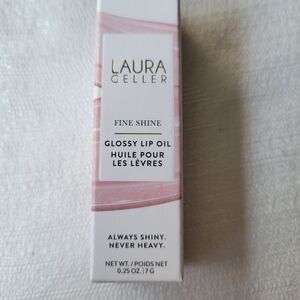 LAURA
GELLER
FINE SHINE
GLOSSY LIP OIL
HUILE POUR
LES LÈVRES
ALWAYS SHINY.
NEVER HEAVY.
NET WT. / POIDS NET
0.25 OZ. | 7 G